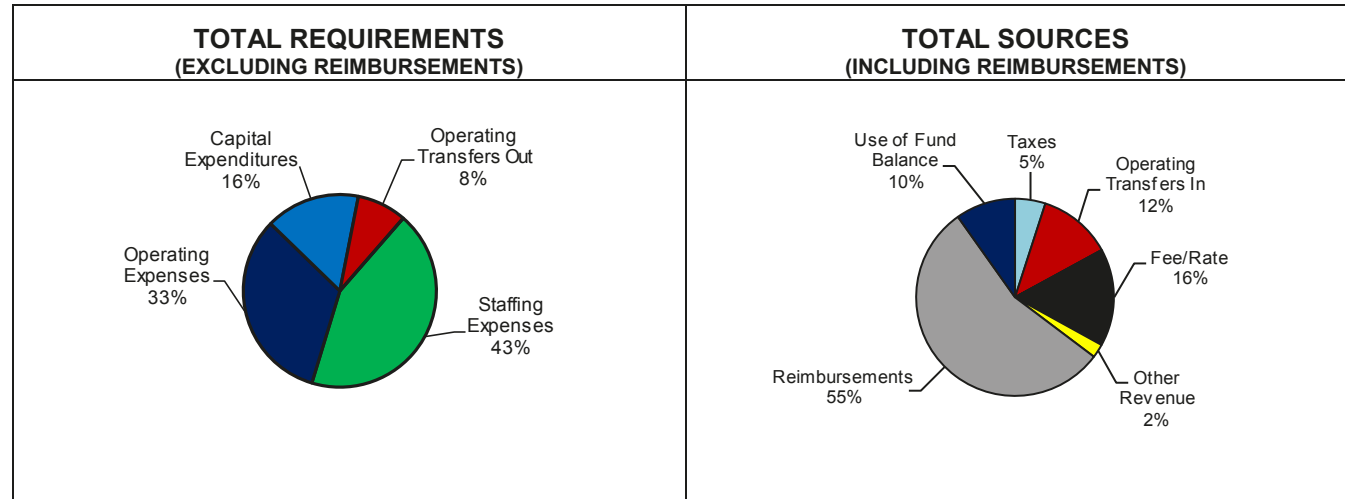 TOTAL REQUIREMENTS
(EXCLUDING REIMBURSEMENTS)
Capital
Expenditures
16%
Operating
Transfers Out
8%
Operating
Expenses
33%
Staffing
Expenses
43%
TOTAL SOURCES
(INCLUDING REIMBURSEMENTS)
Use of Fund
Balance
10%
Taxes
5%
Operating
Transfers In
12%
Fee/Rate
16%
Reimbursements
55%
Other
Revenue
2%